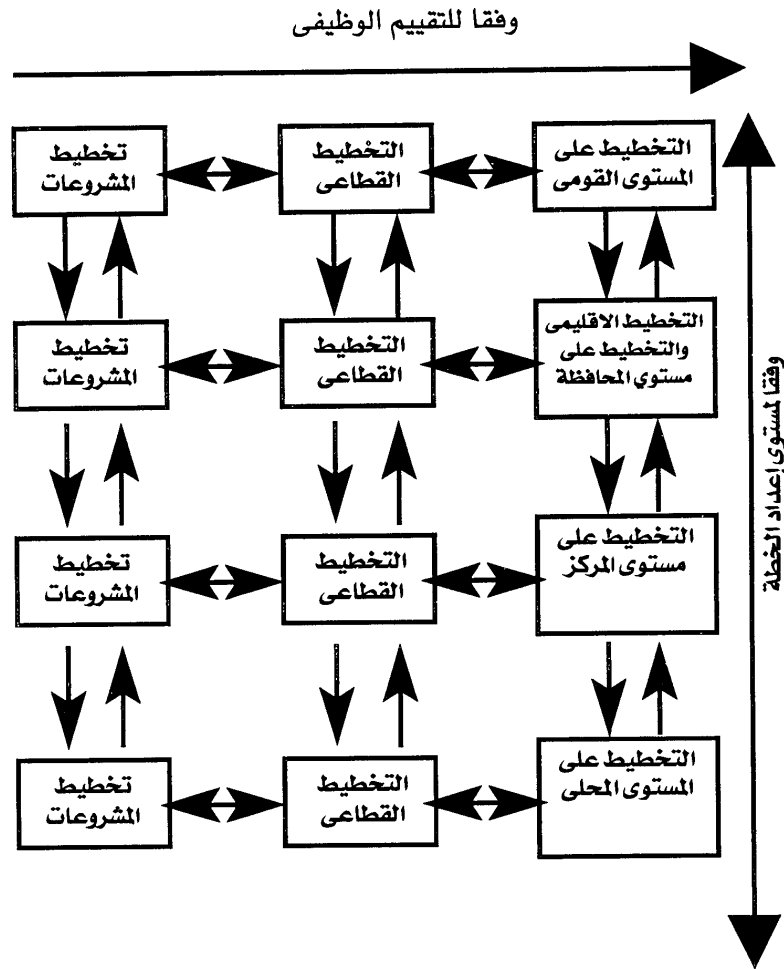 وفقا للتقييم الوظيفى
التخطيط على
المستوى القومى
التخطيط
القطاعى
تخطيط
المشروعات
التخطيط الاقليمى
والتخطيط على
مستوي المحافظة
التخطيط
القطاعى
تخطيط
المشروعات
التخطيط على
مستوى المركز
التخطيط
القطاعى
تخطيط
المشروعات
التخطيط على
المستوى المحلى
التخطيط
القطاعى
تخطيط
المشروعات
وفقا لمستوى إعداد الخطة